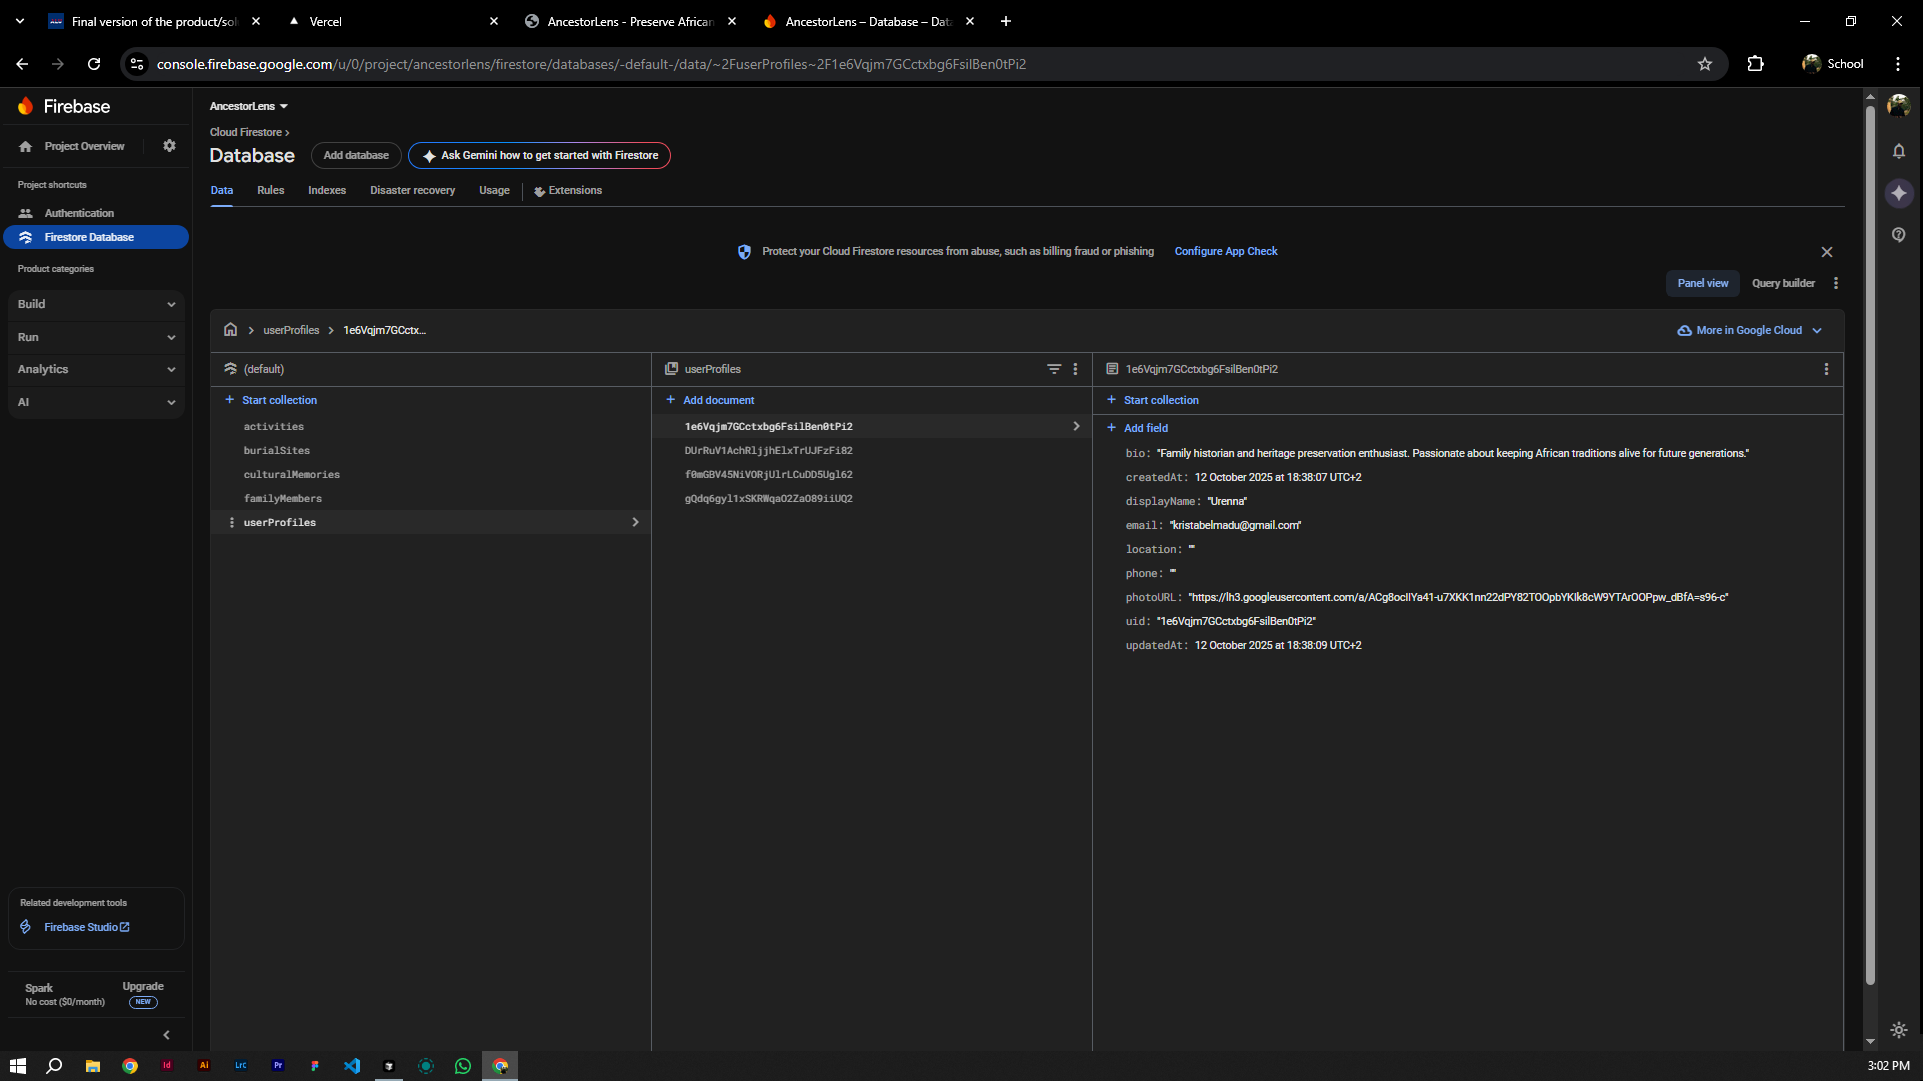 Final version of the product/sol
Vercel
AncestorLens - Preserve African
AncestorLens – Database – Data
console.firebase.google.com/u/0/project/ancestorlens/firestore/databases/-default-/data/~2FuserProfiles~2F1e6Vqjm7GCctxbg6FsilBen0tPi2
School
Firebase
Project Overview
Project shortcuts
Authentication
Firestore Database
Product categories
Build
Run
Analytics
AI
Related development tools
Firebase Studio
Spark
No cost ($0/month)
Upgrade
NEW
AncestorLens
Cloud Firestore
Database
Add database
Ask Gemini how to get started with Firestore
Data
Rules
Indexes
Disaster recovery
Usage
Extensions
Protect your Cloud Firestore resources from abuse, such as billing fraud or phishing
Configure App Check
Panel view
Query builder
userProfiles
1e6Vqjm7GCctx...
More in Google Cloud
(default)
Start collection
activities
burialSites
culturalMemories
familyMembers
userProfiles
userProfiles
Add document
1e6Vqjm7GCctxbg6FsilBen0tPi2
DUrRuV1AchRljjhElxTrUJFzFi82
f0mGBV45NiVORjUlrLCuDD5Ugl62
gQdq6gyl1xSKRWqaO2ZaO89iiUQ2
1e6Vqjm7GCctxbg6FsilBen0tPi2
Start collection
Add field
bio: "Family historian and heritage preservation enthusiast. Passionate about keeping African traditions alive for future generations."
createdAt: 12 October 2025 at 18:38:07 UTC+2
displayName: "Urenna"
email: "kristabelmadu@gmail.com"
location: ""
phone: ""
photoURL: "https://lh3.googleusercontent.com/a/ACg8ocIlYa41-u7XKK1nn22dPY82TOOpbYKIk8cW9YTArOOPpw_dBfA=s96-c"
uid: "1e6Vqjm7GCctxbg6FsilBen0tPi2"
updatedAt: 12 October 2025 at 18:38:09 UTC+2
Id
Ai
LrC
Pr
3:02 PM